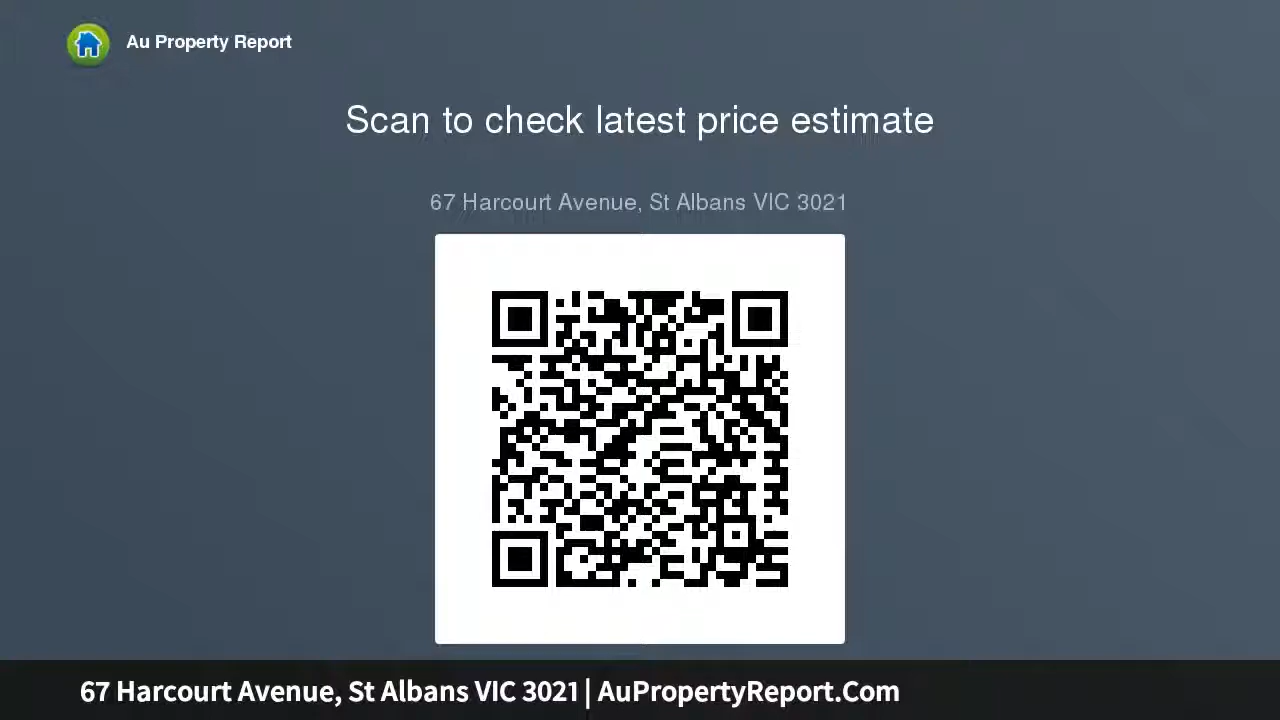 Au Property Report
Scan to check latest price estimate
67 Harcourt Avenue, St Albans VIC 3021
67 Harcourt Avenue, St Albans VIC 3021 | AuPropertyReport.Com